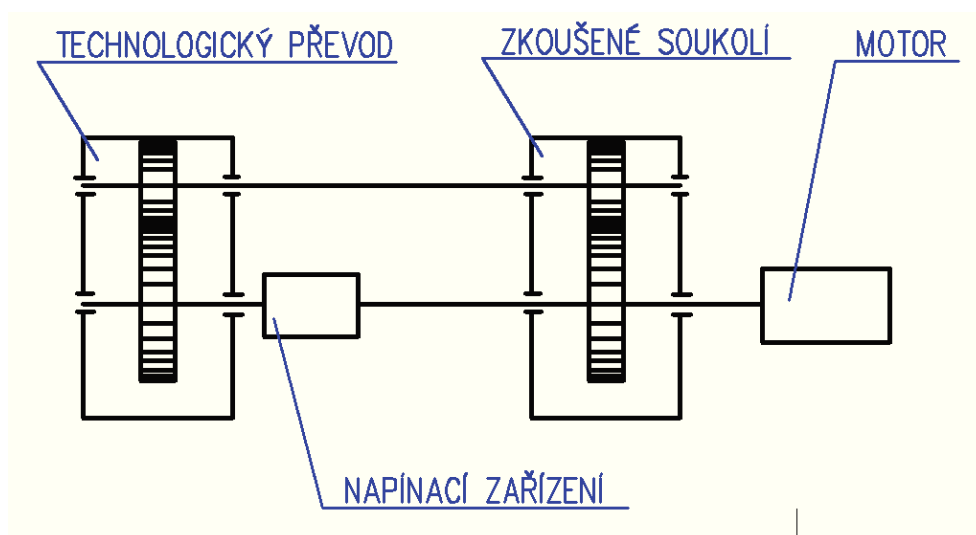 TECHNOLOGICKÝ PŘEVOD
ZKOUŠENÉ SOUKOLÍ
MOTOR
NAPÍNACÍ ZAŘÍZENÍ